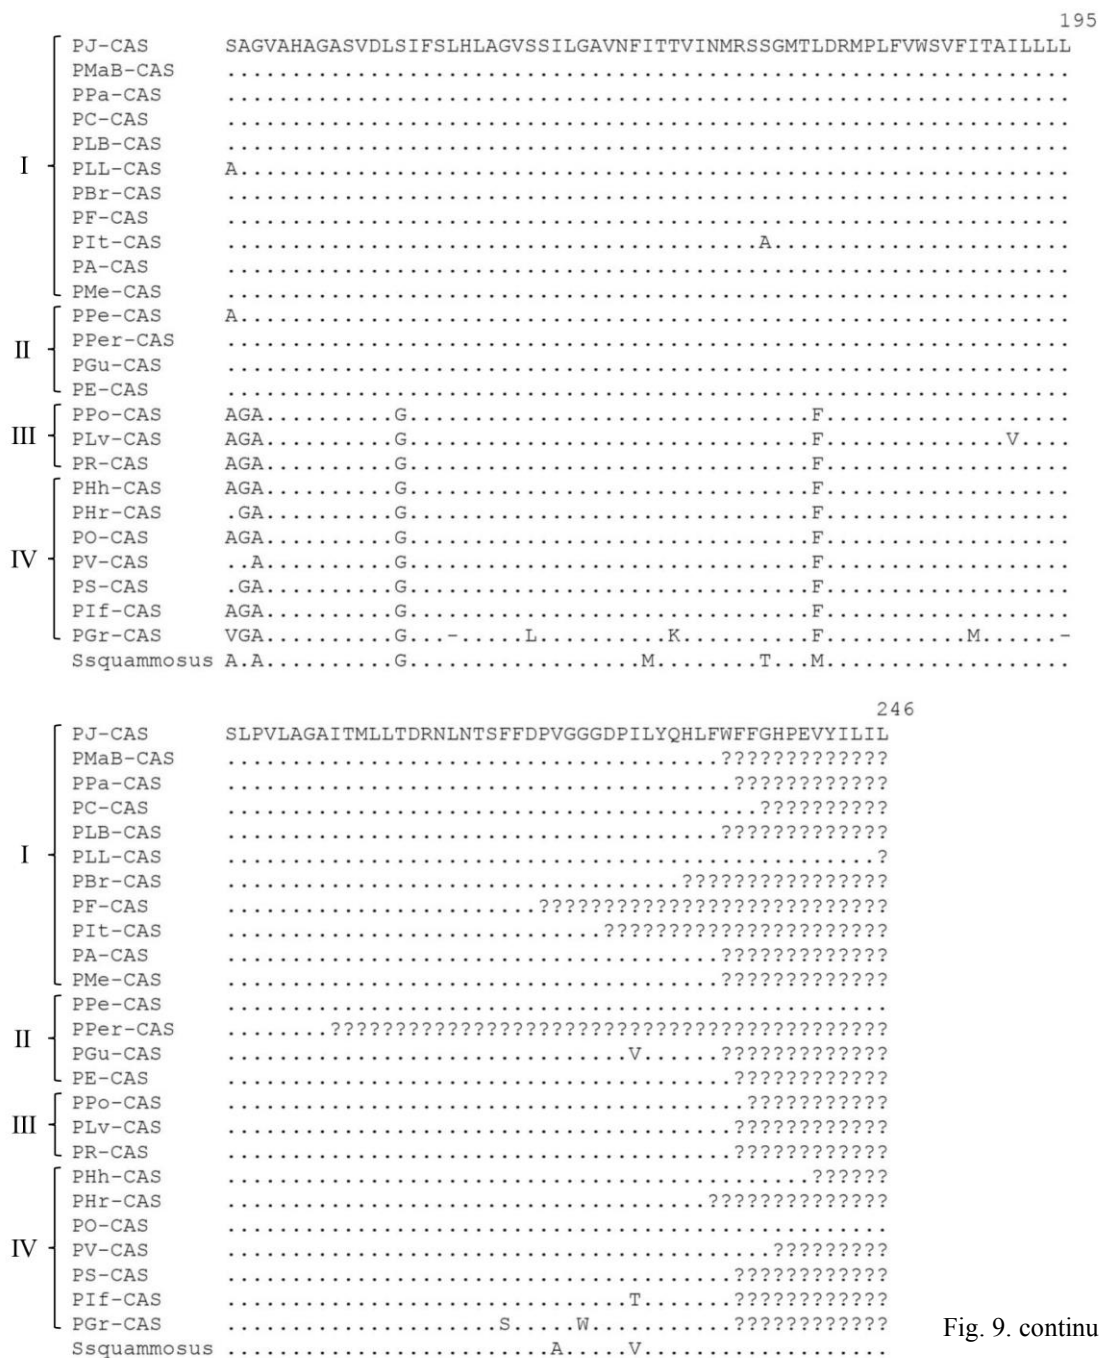 195
PJ-CAS SAGVAHAGASVDLSIFSLHLAGVSSILGAVNFITTVINMRSSGMTLDRMPLFVWSVFITAILLLL
PMaB-CAS .................................................................
PPa-CAS .................................................................
PC-CAS .................................................................
PLB-CAS .................................................................
I PLL-CAS A................................................................
PBr-CAS .................................................................
PF-CAS .................................................................
PIt-CAS .........................................A.......................
PA-CAS .................................................................
PMe-CAS .................................................................
PPe-CAS A................................................................
II PPer-CAS .................................................................
PGu-CAS .................................................................
PE-CAS .................................................................
PPo-CAS AGA..........G...............................F...................
III PLv-CAS AGA..........G...............................F..............V....
PR-CAS AGA..........G...............................F...................
PHh-CAS AGA..........G...............................F...................
PHr-CAS .GA..........G...............................F...................
PO-CAS AGA..........G...............................F...................
IV PV-CAS ..A..........G...............................F...................
PS-CAS .GA..........G...............................F...................
PIf-CAS AGA..........G...............................F...................
PGr-CAS VGA..........G...-.....L..........K..........F...........M......-
Ssquammosus A.A..........G..................M........T...M...................
246
PJ-CAS SLPVLAGAITMLLTDRNLNTSFFDPVGGGDPILYQHLFWFFGHPEVYILIL
PMaB-CAS ......................................?????????????
PPa-CAS .......................................????????????
PC-CAS .........................................??????????
PLB-CAS ......................................?????????????
I PLL-CAS ..................................................?
PBr-CAS ...................................????????????????
PF-CAS ........................???????????????????????????
PIt-CAS .............................??????????????????????
PA-CAS ......................................?????????????
PMe-CAS ......................................?????????????
PPe-CAS ...................................................
II PPer-CAS ........???????????????????????????????????????????
PGu-CAS ...............................V......?????????????
PE-CAS .......................................????????????
PPo-CAS ........................................???????????
III PLv-CAS .......................................????????????
PR-CAS .......................................????????????
PHh-CAS .............................................??????
PHr-CAS .....................................??????????????
PO-CAS ...................................................
IV PV-CAS ..........................................?????????
PS-CAS .......................................????????????
PIf-CAS ...............................T.......????????????
PGr-CAS .....................S.....W...........????????????
Ssquammosus .........................A.....V...................
Fig. 9. continu